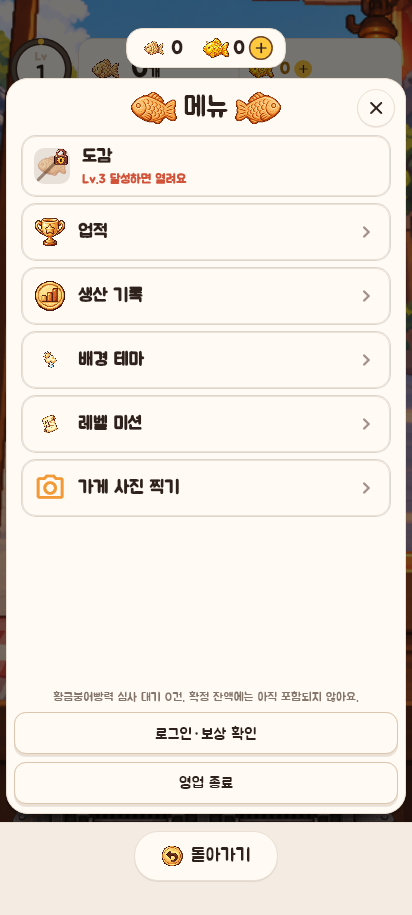 0 0
Lv
1 0개 0
메뉴
도감
Lv.3 달성하면 열려요
업적
생산 기록
배경 테마
레벨 미션
가게 사진 찍기
황금붕어빵력 심사 대기 0건, 확정 잔액에는 아직 포함되지 않아요.
로그인·보상 확인
영업 종료
돌아가기